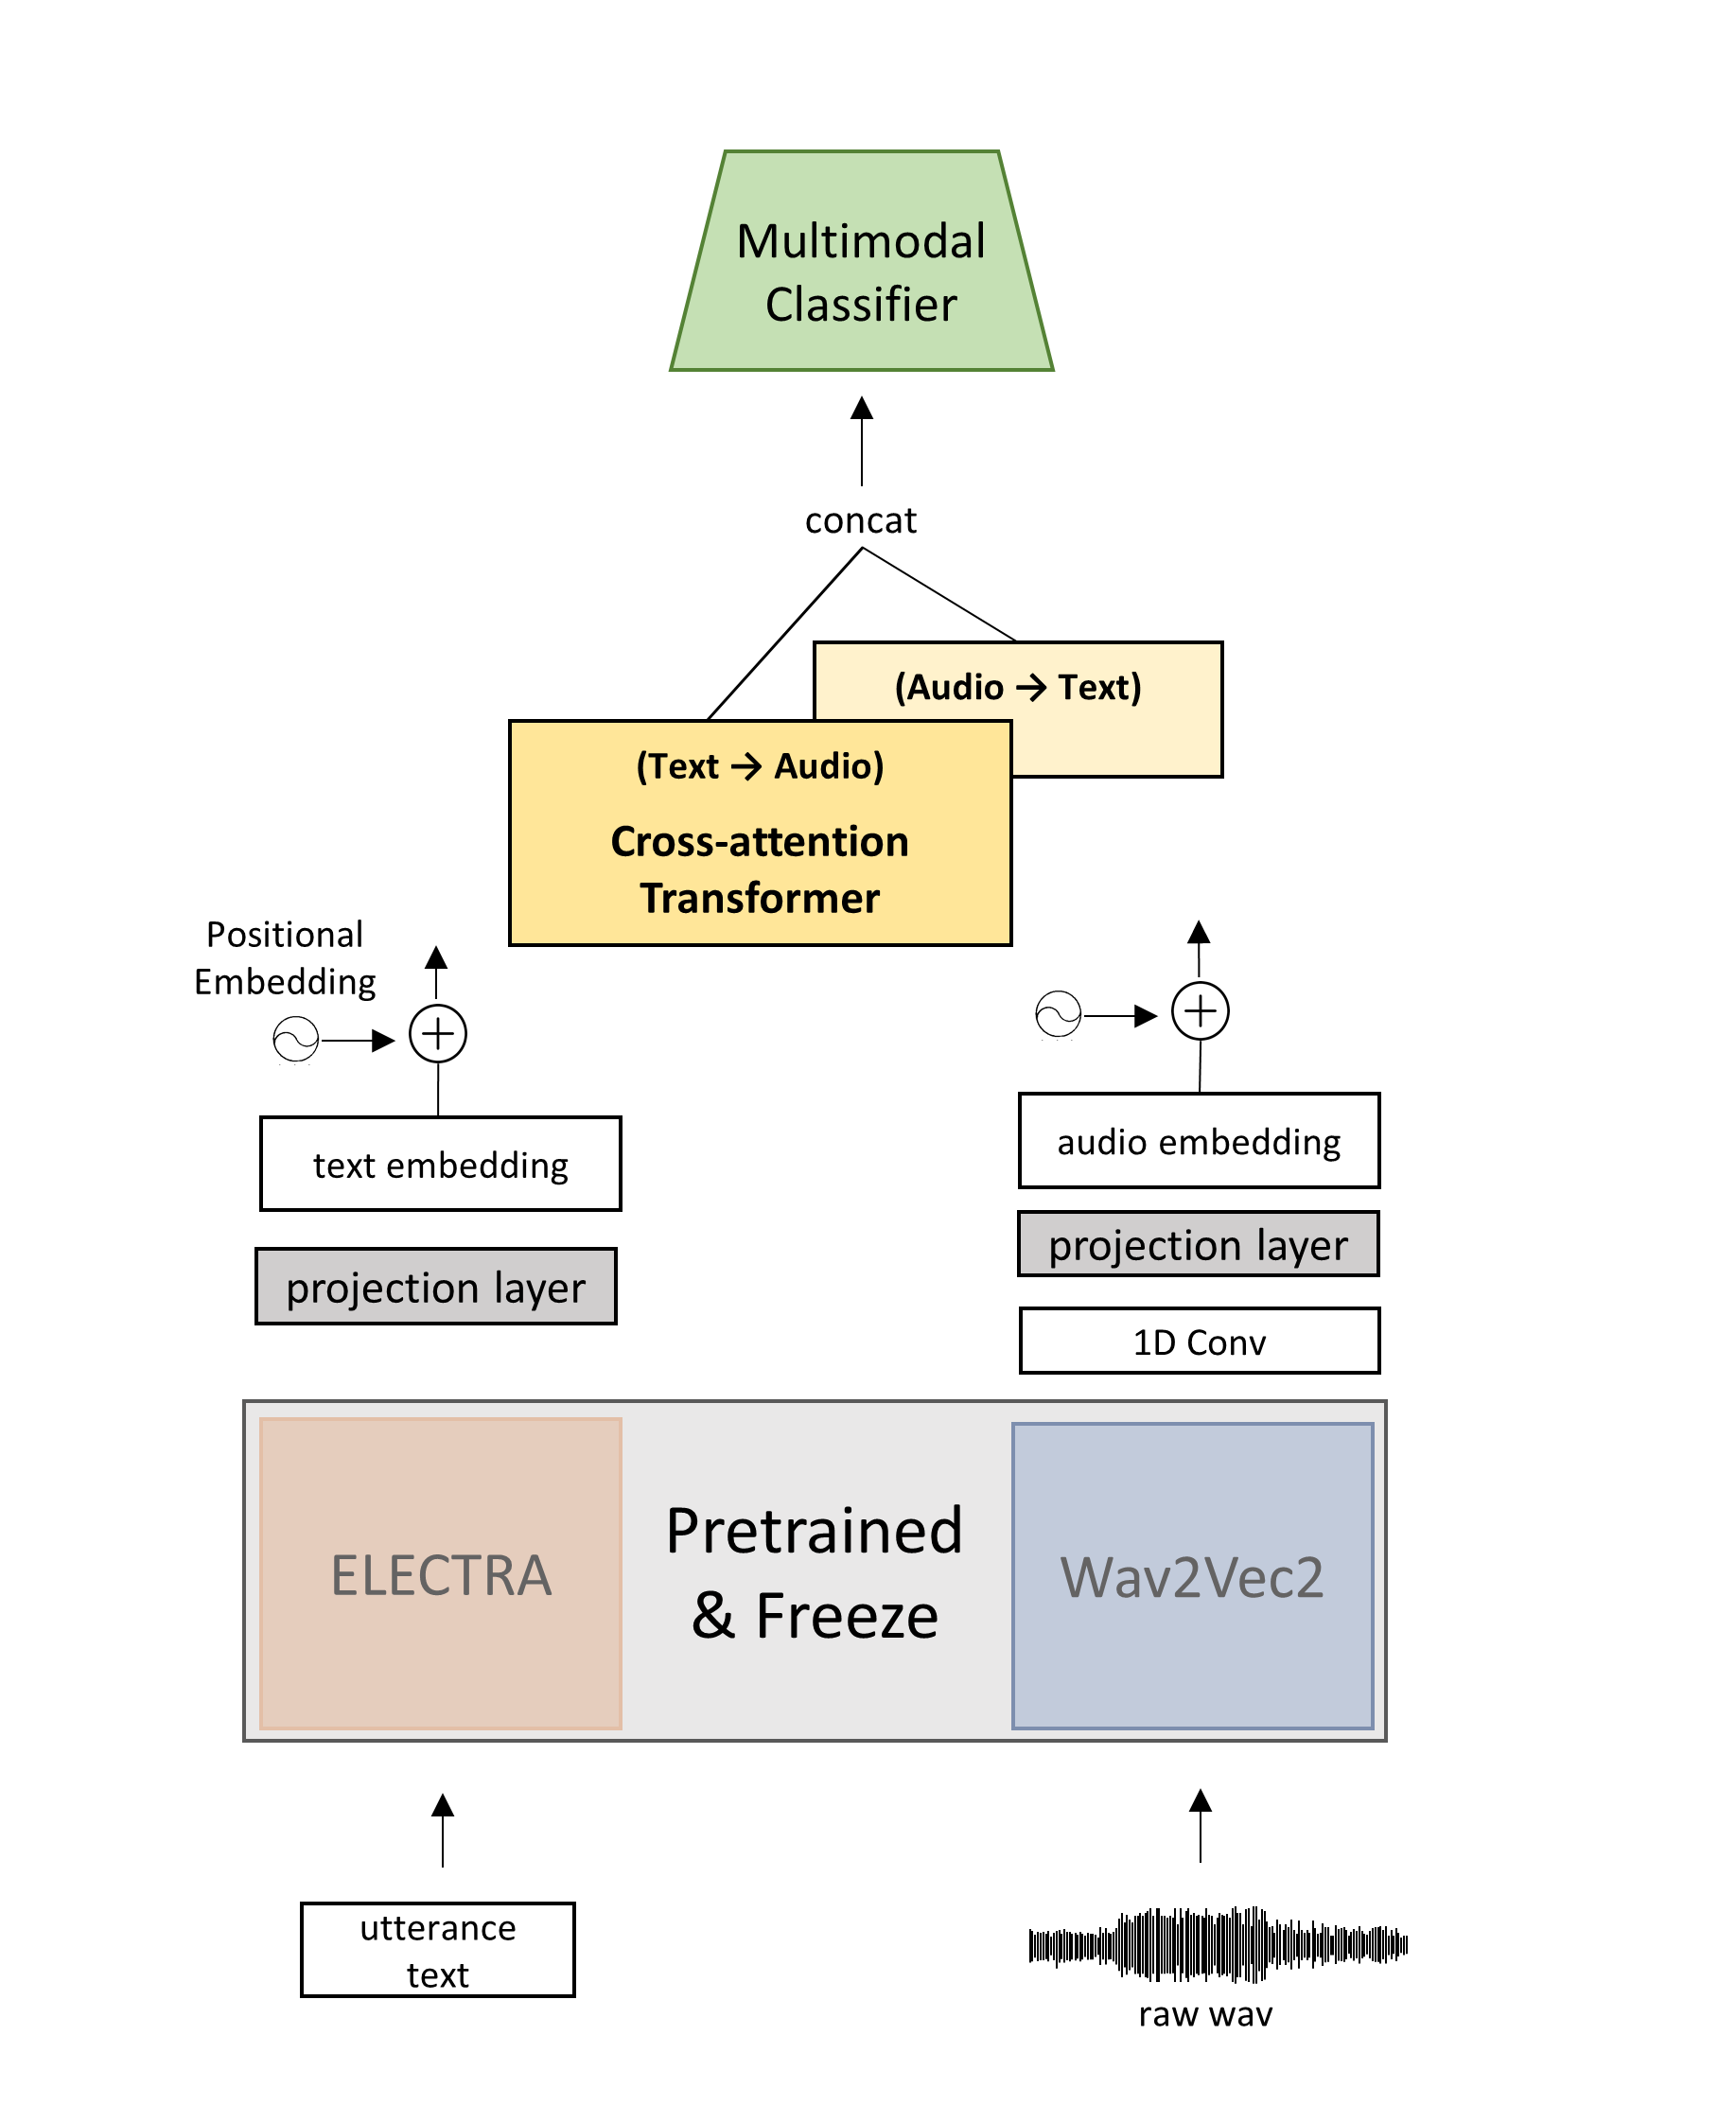 Multimodal
Classifier
concat
(Audio → Text)
(Text → Audio)
Cross-attention
Transformer
Positional
Embedding
text embedding
audio embedding
projection layer
projection layer
1D Conv
ELECTRA
Pretrained
& Freeze
Wav2Vec2
utterance
text
raw wav